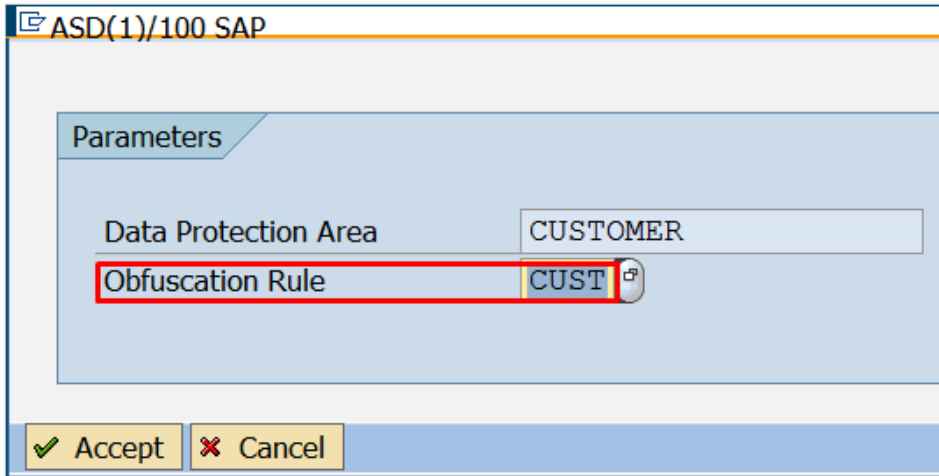 ASD(1)/100 SAP
Parameters
Data Protection Area CUSTOMER
Obfuscation Rule CUST
Accept Cancel